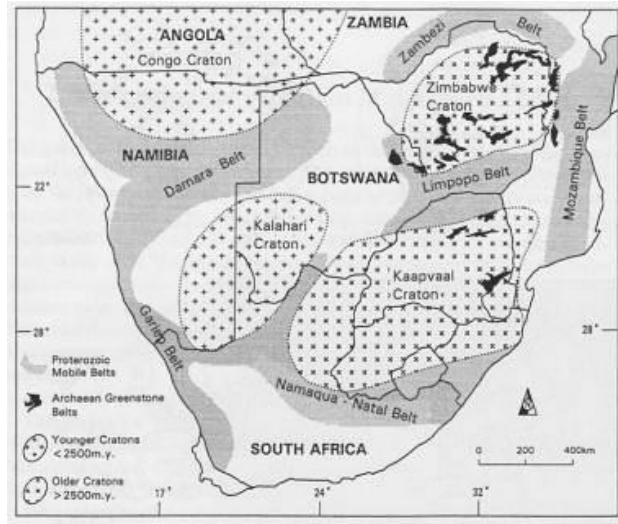 ANGOLA
Congo Craton
ZAMBIA
Zambezi Belt
Zimbabwe
Craton
Mozambique Belt
NAMIBIA
Damara Belt
BOTSWANA
Limpopo Belt
22°
Kalahari
Craton
Kaapvaal
Craton
Gariep Belt
28°
28°
Namaqua - Natal Belt
SOUTH AFRICA
Proterozoic
Mobile Belts
Archaean Greenstone
Belts
Younger Cratons
< 2500m.y.
Older Cratons
> 2500m.y.
0 200 400km
17°
24°
32°